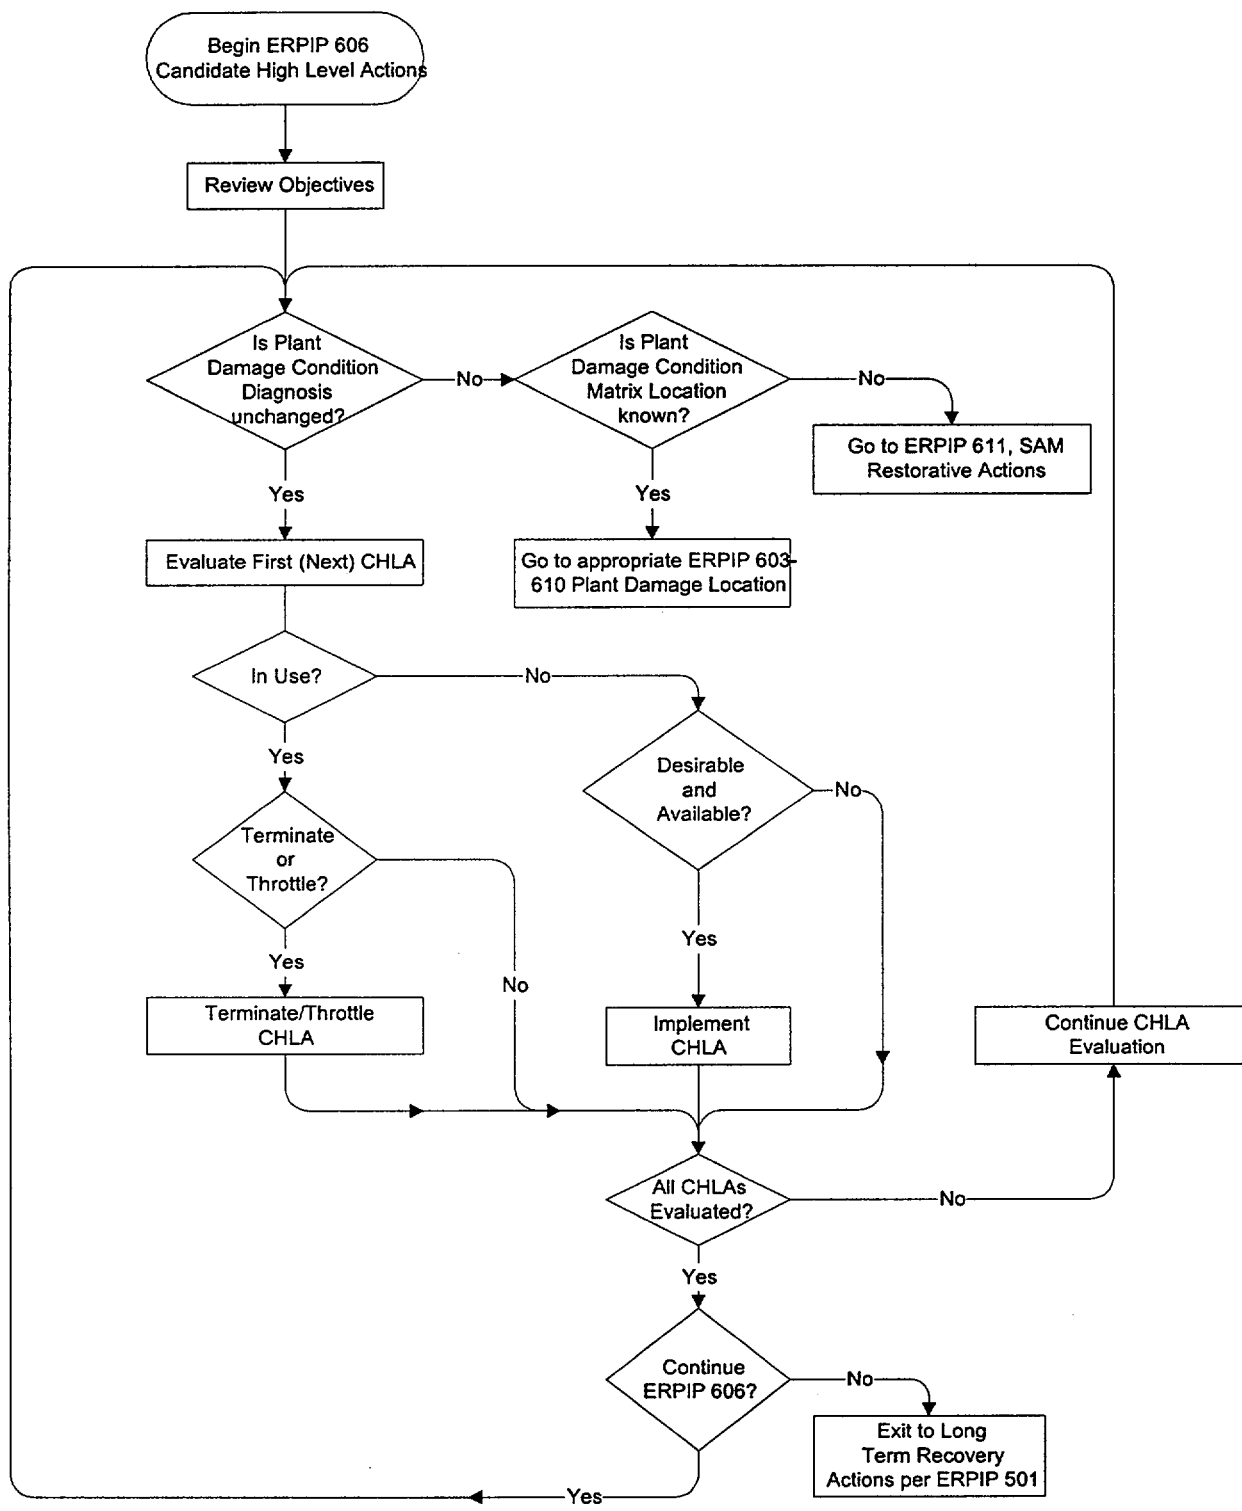 Begin ERPIP 606
Candidate High Level Actions
Review Objectives
Is Plant
Damage Condition
Diagnosis
unchanged?
No
Is Plant
Damage Condition
Matrix Location
known?
No
Go to ERPIP 611, SAM
Restorative Actions
Yes
Yes
Evaluate First (Next) CHLA
Go to appropriate ERPIP 603-
610 Plant Damage Location
In Use?
No
Yes
Desirable
and
Available?
No
Terminate
or
Throttle?
Yes
Yes
No
Terminate/Throttle
CHLA
Implement
CHLA
Continue CHLA
Evaluation
All CHLAs
Evaluated?
No
Yes
Continue
ERPIP 606?
No
Exit to Long
Term Recovery
Actions per ERPIP 501
Yes